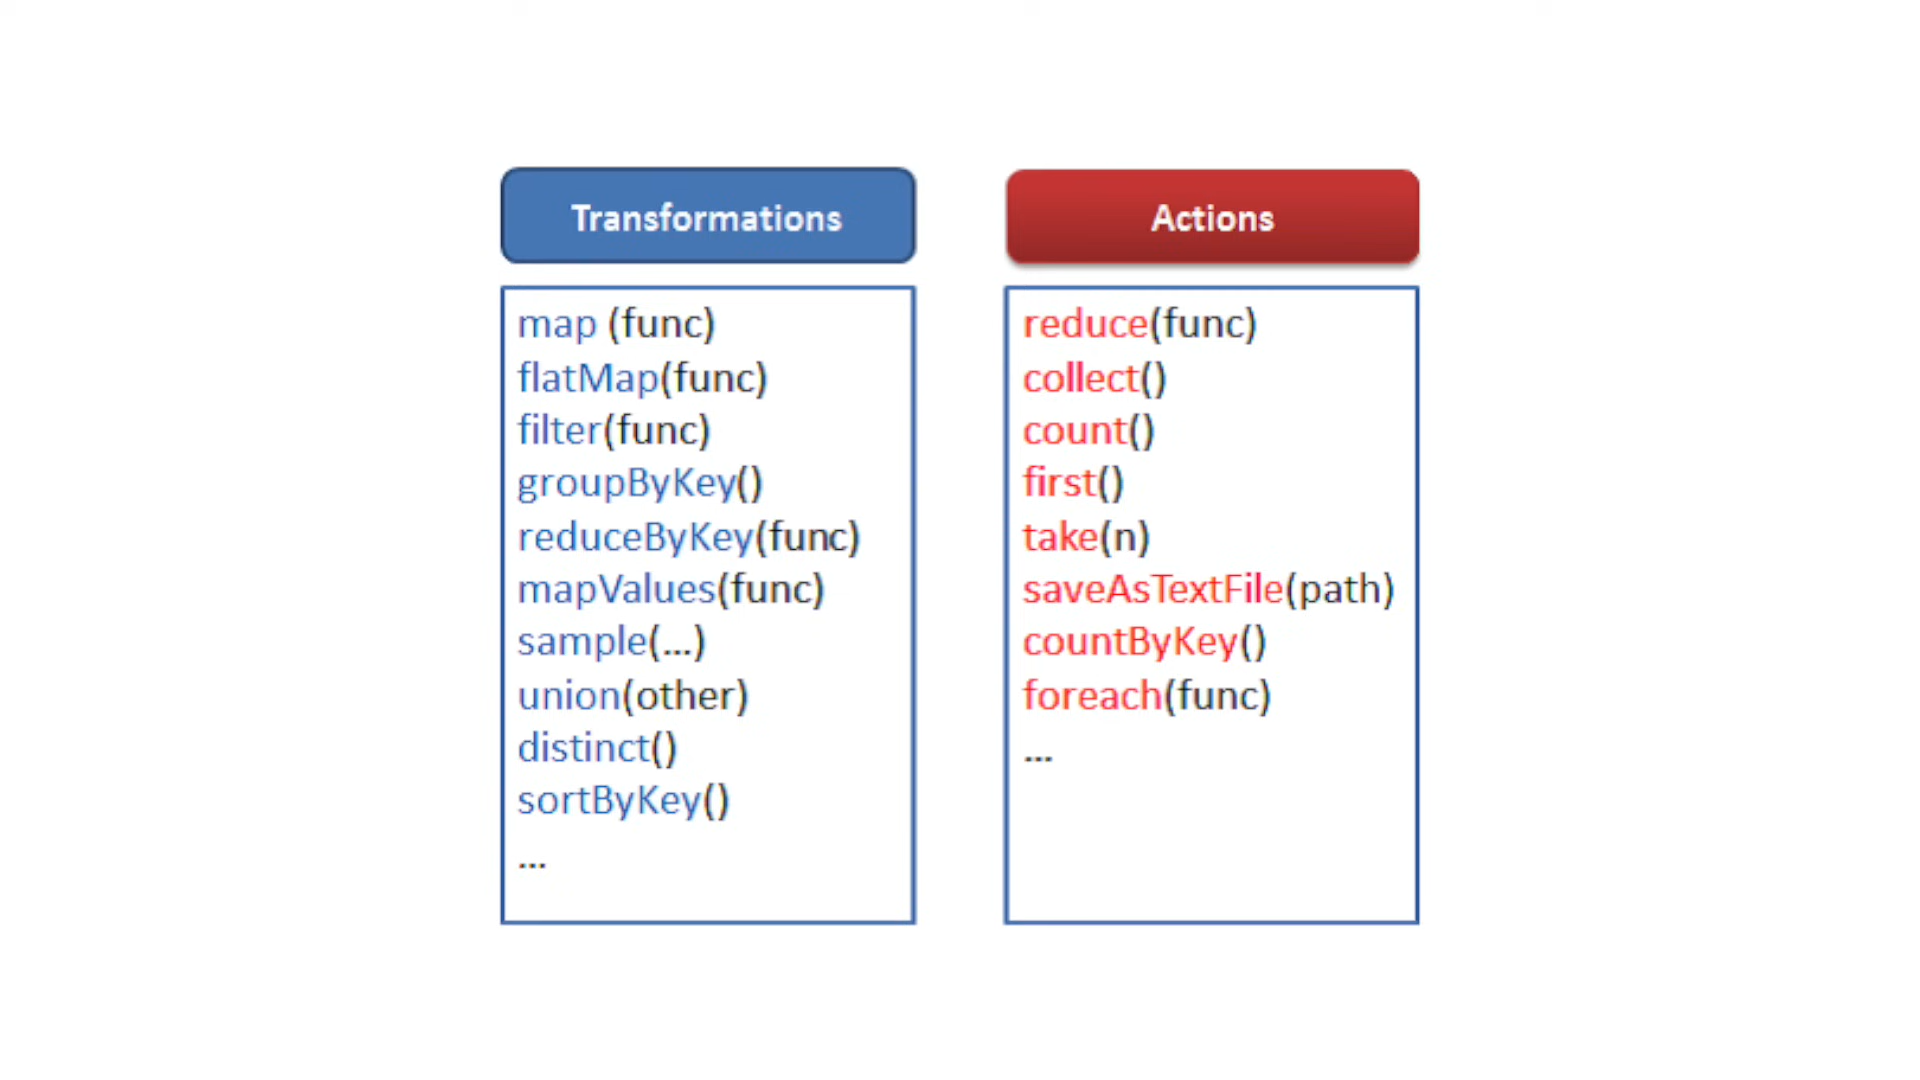 Transformations
map (func)
flatMap(func)
filter(func)
groupByKey()
reduceByKey(func)
mapValues(func)
sample(...)
union(other)
distinct()
sortByKey()
...
Actions
reduce(func)
collect()
count()
first()
take(n)
saveAsTextFile(path)
countByKey()
foreach(func)
...